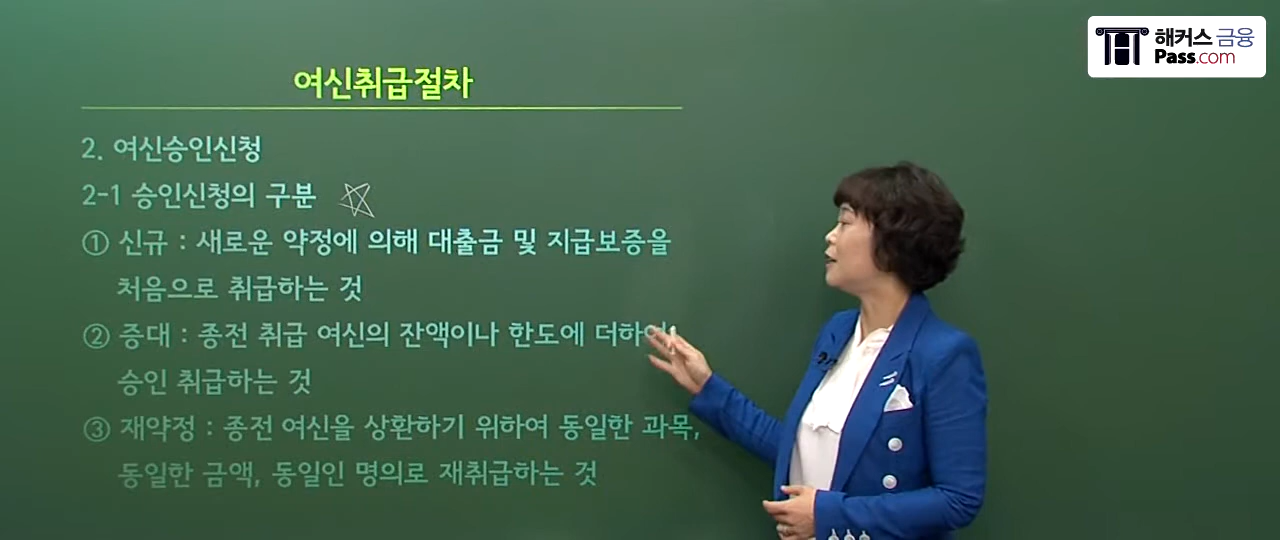 해커스 금융
Pass.com
여신취급절차
2. 여신승인신청
2-1 승인신청의 구분
① 신규 : 새로운 약정에 의해 대출금 및 지급보증을
처음으로 취급하는 것
② 증대 : 종전 취급 여신의 잔액이나 한도에
승인 취급하는 것
③ 재약정 : 종전 여신을 상환하기 위하여 동일한 과목,
동일한 금액, 동일인 명의로 재취급하는 것